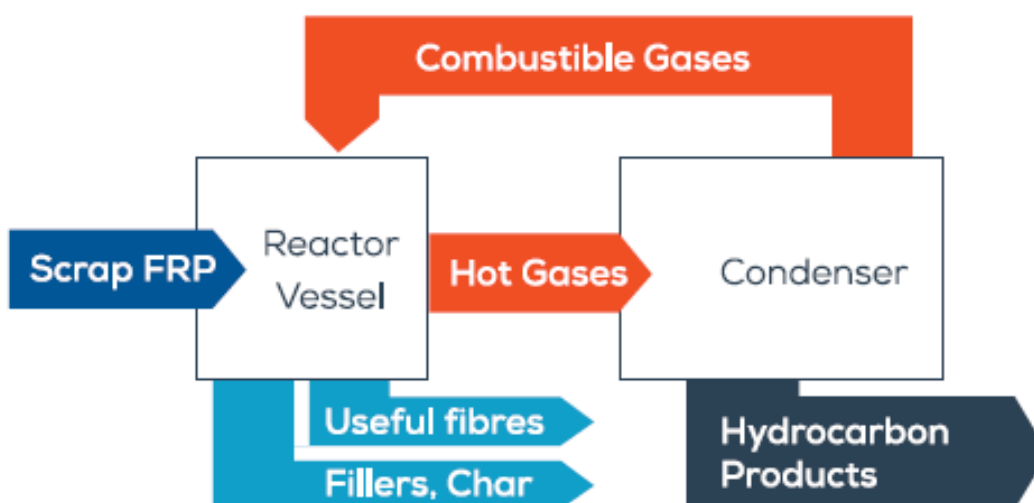 Combustible Gases
Scrap FRP
Reactor
Vessel
Hot Gases
Condenser
Useful fibres
Fillers, Char
Hydrocarbon
Products